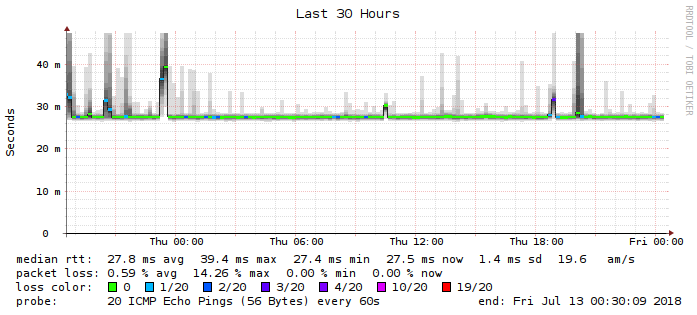 Last 30 Hours
RRDTOOL / TOBI OETIKER
Seconds
40 m
30 m
20 m
10 m
0
Thu 00:00 Thu 06:00 Thu 12:00 Thu 18:00 Fri 00:00
median rtt: 27.8 ms avg 39.4 ms max 27.4 ms min 27.5 ms now 1.4 ms sd 19.6 am/s
packet loss: 0.59 % avg 14.26 % max 0.00 % min 0.00 % now
loss color: 0 1/20 2/20 3/20 4/20 10/20 19/20
probe: 20 ICMP Echo Pings (56 Bytes) every 60s end: Fri Jul 13 00:30:09 2018